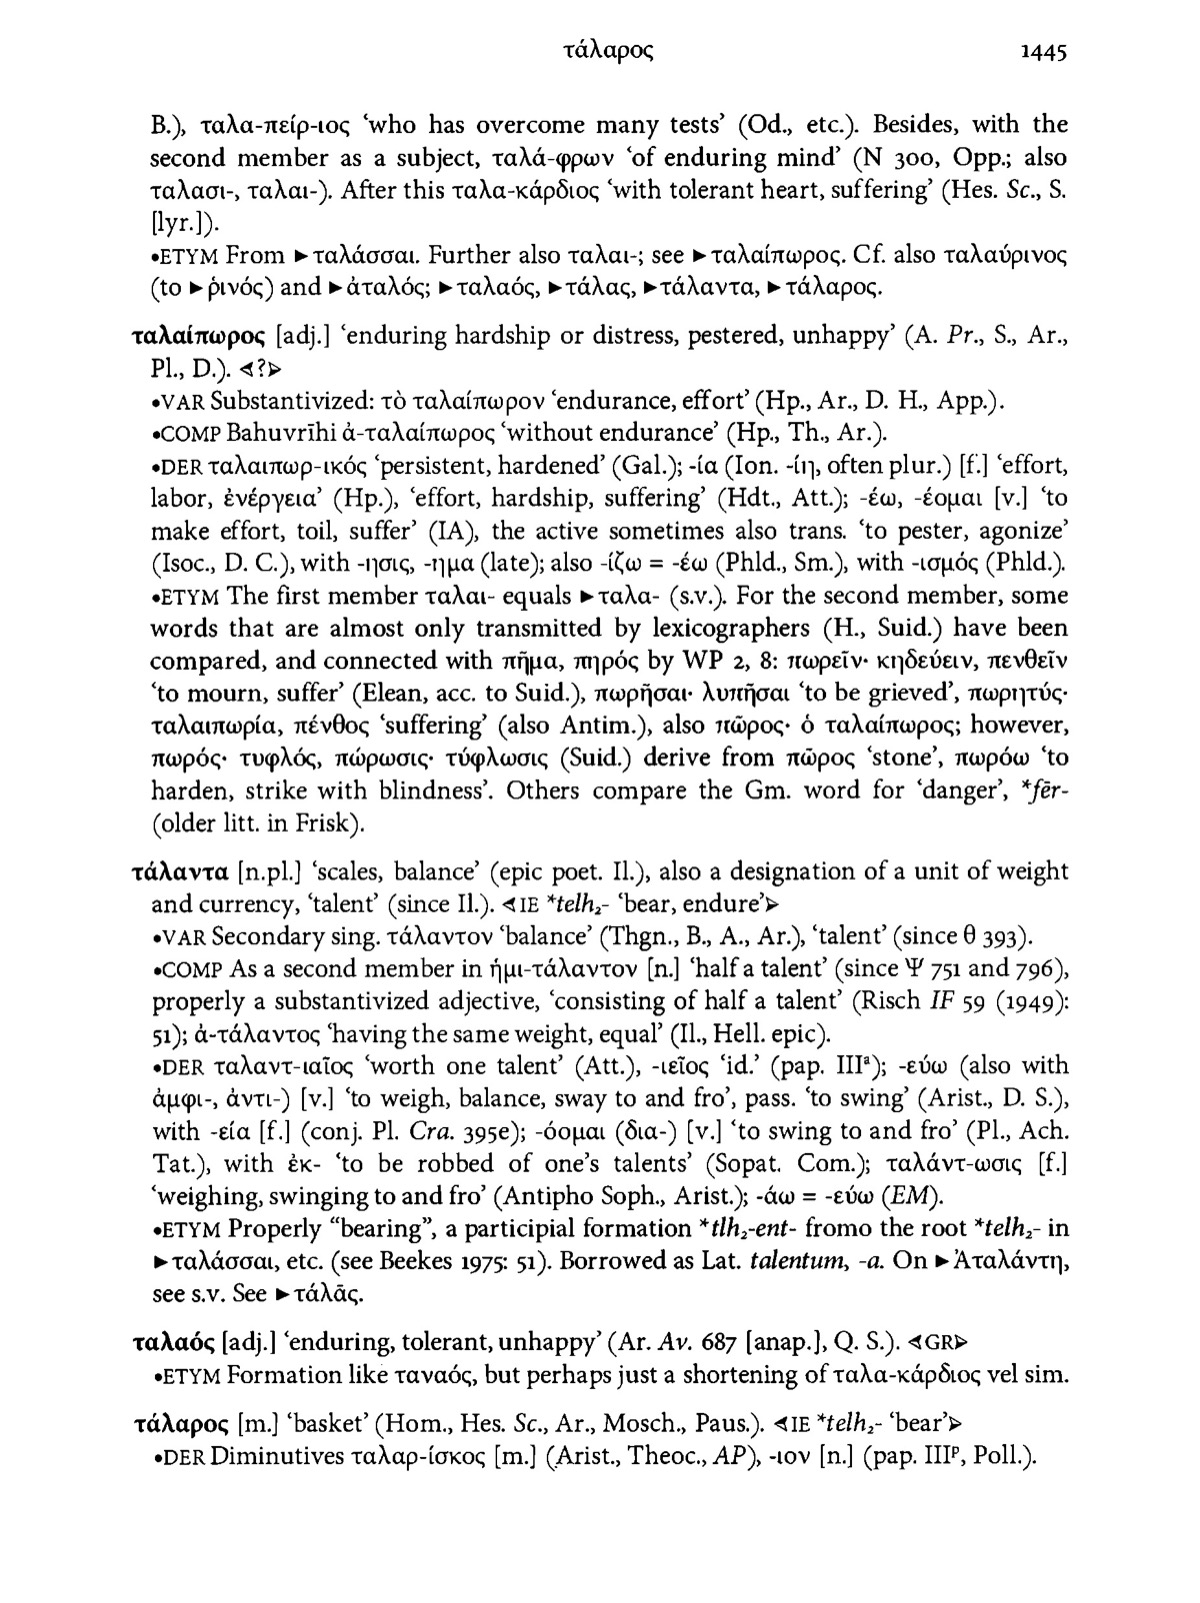 τάλαρος 1445
B.), ταλα-πείρ-ιος ‘who has overcome many tests’ (Od., etc.). Besides, with the
second member as a subject, ταλά-φρων ‘of enduring mind’ (N 300, Opp.; also
ταλασι-, ταλαι-). After this ταλα-κάρδιος ‘with tolerant heart, suffering’ (Hes. Sc., S.
[lyr.]).
•ETYM From ►ταλάσσαι. Further also ταλαι-; see ►ταλαίπωρος. Cf. also ταλαύρινος
(to ►ῥινός) and ►ἀταλός; ►ταλαός, ►τάλας, ►τάλαντα, ►τάλαρος.
ταλαίπωρος [adj.] ‘enduring hardship or distress, pestered, unhappy’ (A. Pr., S., Ar.,
Pl., D.). ⊲?⊳
•VAR Substantivized: τὸ ταλαίπωρον ‘endurance, effort’ (Hp., Ar., D. H., App.).
•COMP Bahuvrīhi ἀ-ταλαίπωρος ‘without endurance’ (Hp., Th., Ar.).
•DER ταλαιπωρ-ικός ‘persistent, hardened’ (Gal.); -ία (Ion. -ίη, often plur.) [f.] ‘effort,
labor, ἐνέργεια’ (Hp.), ‘effort, hardship, suffering’ (Hdt., Att.); -έω, -έομαι [v.] ‘to
make effort, toil, suffer’ (IA), the active sometimes also trans. ‘to pester, agonize’
(Isoc., D. C.), with -ησις, -ημα (late); also -ίζω = -έω (Phld., Sm.), with -ισμός (Phld.).
•ETYM The first member ταλαι- equals ►ταλα- (s.v.). For the second member, some
words that are almost only transmitted by lexicographers (H., Suid.) have been
compared, and connected with πῆμα, πηρός by WP 2, 8: πωρεῖν· κηδεύειν, πενθεῖν
‘to mourn, suffer’ (Elean, acc. to Suid.), πωρῆσαι· λυπῆσαι ‘to be grieved’, πωρητύς·
ταλαιπωρία, πένθος ‘suffering’ (also Antim.), also πῶρος· ὁ ταλαίπωρος; however,
πωρός· τυφλός, πώρωσις· τύφλωσις (Suid.) derive from πῶρος ‘stone’, πωρόω ‘to
harden, strike with blindness’. Others compare the Gm. word for ‘danger’, *fēr-
(older litt. in Frisk).
τάλαντα [n.pl.] ‘scales, balance’ (epic poet. Il.), also a designation of a unit of weight
and currency, ‘talent’ (since Il.). ⊲IE *telh₂- ‘bear, endure’⊳
•VAR Secondary sing. τάλαντον ‘balance’ (Thgn., B., A., Ar.), ‘talent’ (since θ 393).
•COMP As a second member in ἡμι-τάλαντον [n.] ‘half a talent’ (since Ψ 751 and 796),
properly a substantivized adjective, ‘consisting of half a talent’ (Risch IF 59 (1949):
51); ἀ-τάλαντος ‘having the same weight, equal’ (Il., Hell. epic).
•DER ταλαντ-ιαῖος ‘worth one talent’ (Att.), -ιεῖος ‘id.’ (pap. IIIᵃ); -εύω (also with
ἀμφι-, ἀντι-) [v.] ‘to weigh, balance, sway to and fro’, pass. ‘to swing’ (Arist., D. S.),
with -εία [f.] (conj. Pl. Cra. 395e); -όομαι (δια-) [v.] ‘to swing to and fro’ (Pl., Ach.
Tat.), with ἐκ- ‘to be robbed of one’s talents’ (Sopat. Com.); ταλάντ-ωσις [f.]
‘weighing, swinging to and fro’ (Antipho Soph., Arist.); -άω = -εύω (EM).
•ETYM Properly “bearing”, a participial formation *tlh₂-ent- fromo the root *telh₂- in
►ταλάσσαι, etc. (see Beekes 1975: 51). Borrowed as Lat. talentum, -a. On ►Ἀταλάντη,
see s.v. See ►τάλᾱς.
ταλαός [adj.] ‘enduring, tolerant, unhappy’ (Ar. Av. 687 [anap.], Q. S.). ⊲GR⊳
•ETYM Formation like ταναός, but perhaps just a shortening of ταλα-κάρδιος vel sim.
τάλαρος [m.] ‘basket’ (Hom., Hes. Sc., Ar., Mosch., Paus.). ⊲IE *telh₂- ‘bear’⊳
•DER Diminutives ταλαρ-ίσκος [m.] (Arist., Theoc., AP), -ιον [n.] (pap. IIIᵖ, Poll.).